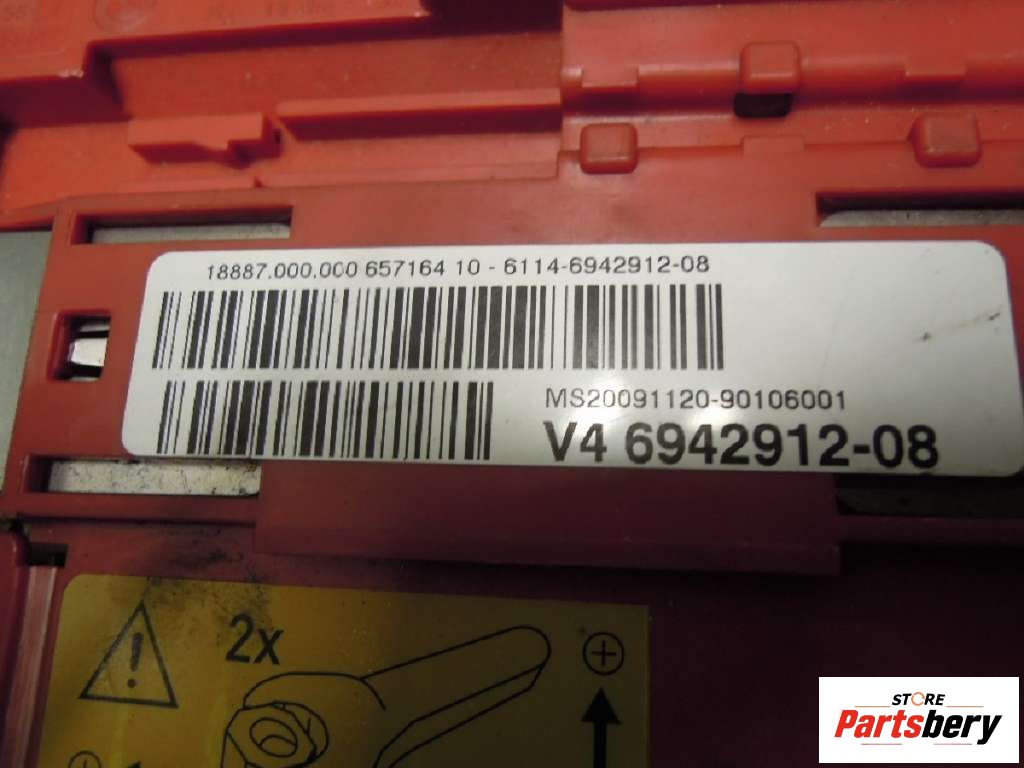 18887.000.000 657164 10 - 6114-6942912-08
MS20091120-90106001
V4 6942912-08
2x
STORE
Partsbery